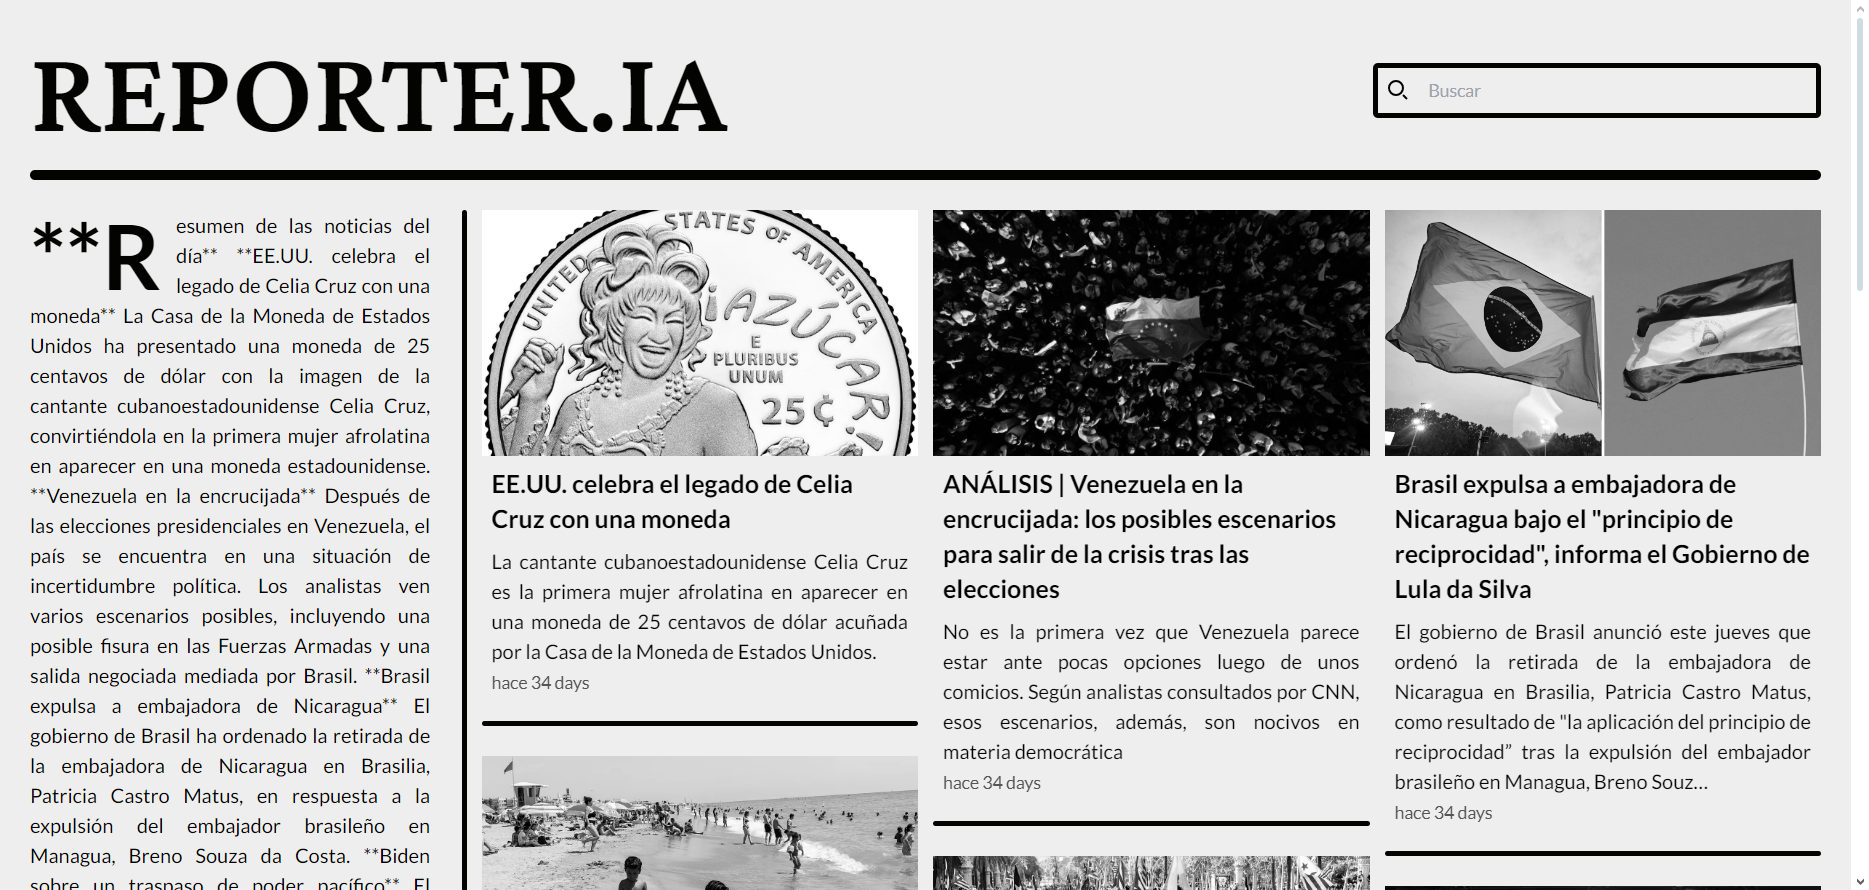 REPORTER.IA
Buscar
**Resumen de las noticias del
día** **EE.UU. celebra el
legado de Celia Cruz con una
moneda** La Casa de la Moneda de Estados
Unidos ha presentado una moneda de 25
centavos de dólar con la imagen de la
cantante cubanoestadounidense Celia Cruz,
convirtiéndola en la primera mujer afrolatina
en aparecer en una moneda estadounidense.
**Venezuela en la encrucijada** Después de
las elecciones presidenciales en Venezuela, el
país se encuentra en una situación de
incertidumbre política. Los analistas ven
varios escenarios posibles, incluyendo una
posible fisura en las Fuerzas Armadas y una
salida negociada mediada por Brasil. **Brasil
expulsa a embajadora de Nicaragua** El
gobierno de Brasil ha ordenado la retirada de
la embajadora de Nicaragua en Brasilia,
Patricia Castro Matus, en respuesta a la
expulsión del embajador brasileño en
Managua, Breno Souza da Costa. **Biden
sobre un traspaso de poder pacífico** El
UNITED STATES OF AMERICA
¡AZÚCAR!
E
PLURIBUS
UNUM
25¢
EE.UU. celebra el legado de Celia
Cruz con una moneda
La cantante cubanoestadounidense Celia Cruz
es la primera mujer afrolatina en aparecer en
una moneda de 25 centavos de dólar acuñada
por la Casa de la Moneda de Estados Unidos.
hace 34 days
ANÁLISIS | Venezuela en la
encrucijada: los posibles escenarios
para salir de la crisis tras las
elecciones
No es la primera vez que Venezuela parece
estar ante pocas opciones luego de unos
comicios. Según analistas consultados por CNN,
esos escenarios, además, son nocivos en
materia democrática
hace 34 days
Brasil expulsa a embajadora de
Nicaragua bajo el "principio de
reciprocidad", informa el Gobierno de
Lula da Silva
El gobierno de Brasil anunció este jueves que
ordenó la retirada de la embajadora de
Nicaragua en Brasilia, Patricia Castro Matus,
como resultado de "la aplicación del principio de
reciprocidad” tras la expulsión del embajador
brasileño en Managua, Breno Souz...
hace 34 days